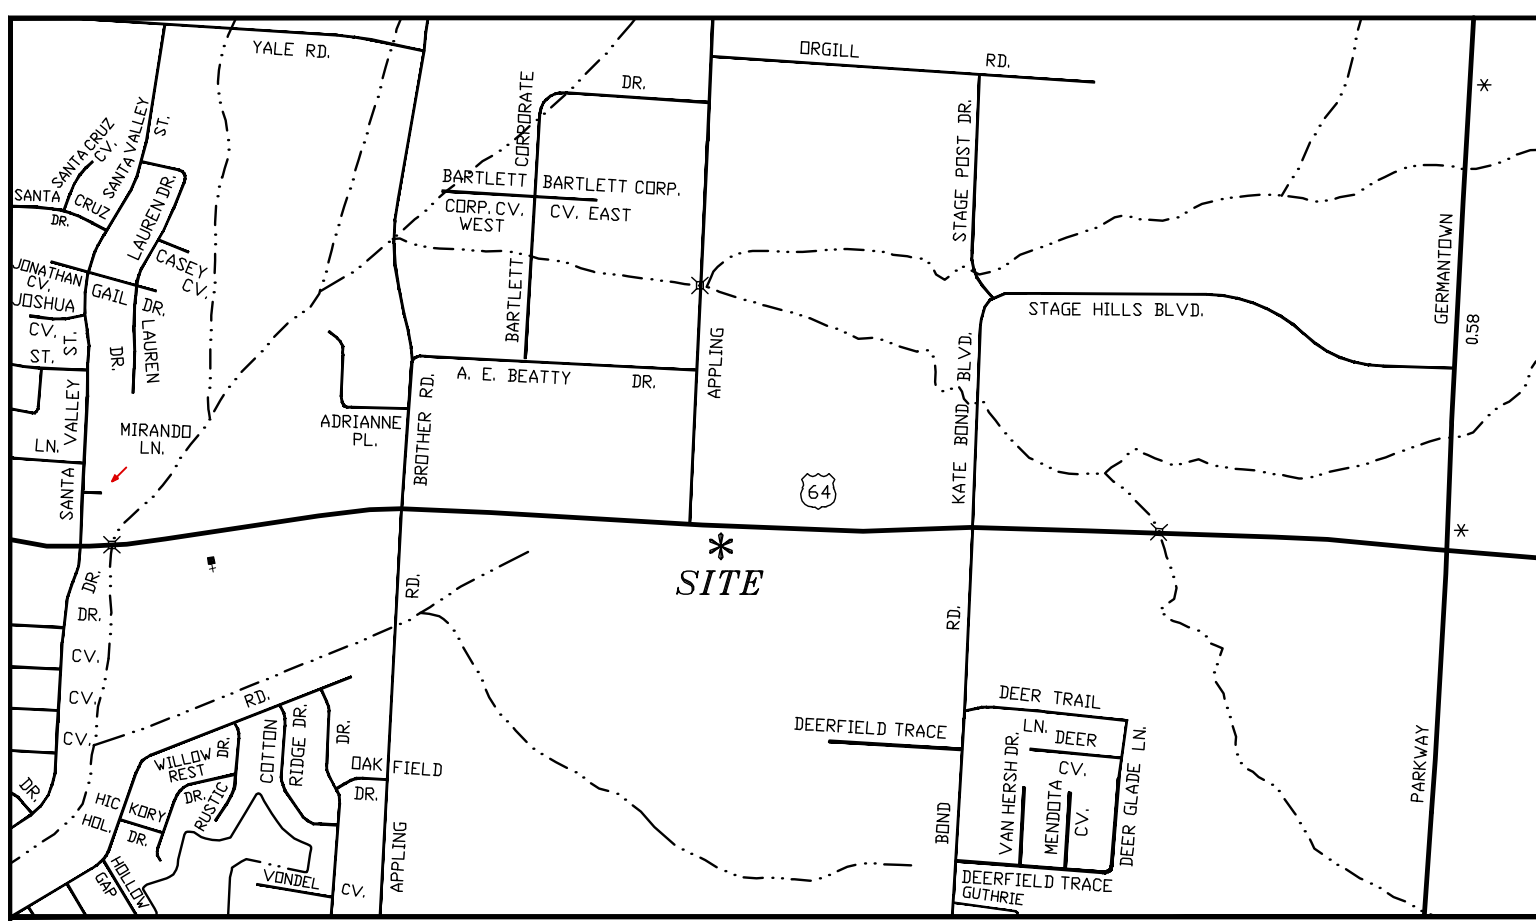 YALE RD.
ORGILL RD.
CORPORATE DR.
SANTA CRUZ
CV.
SANTA VALLEY
ST.
STAGE POST DR.
SANTA CRUZ
DR.
LAUREN DR.
BARTLETT
CORP. CV.
WEST
BARTLETT CORP.
CV. EAST
CASEY
CV.
JONATHAN
CV.
JOSHUA
CV.
GAIL DR.
LAUREN
DR.
ST.
ST.
BARTLETT
APPLING
STAGE HILLS BLVD.
GERMANTOWN
0.58
A. E. BEATTY DR.
ADRIANNE
PL.
BROTHER RD.
KATE BOND BLVD.
VALLEY
MIRANDO
LN.
LN.
SANTA
64
SITE
DR.
DR.
CV.
CV.
CV.
DR.
RD.
RD.
RD.
DEER TRAIL
LN.
DEER
CV.
DEERFIELD TRACE
VAN HERSH DR.
MENDOTA
CV.
DEER GLADE LN.
PARKWAY
WILLOW
REST
DR.
COTTON
RIDGE DR.
DR.
OAK FIELD
DR.
HICKORY
HOL.
DR.
DR.
RUSTIC
HOLLOW
GAP
VONDEL CV.
APPLING
BOND
DEERFIELD TRACE
GUTHRIE